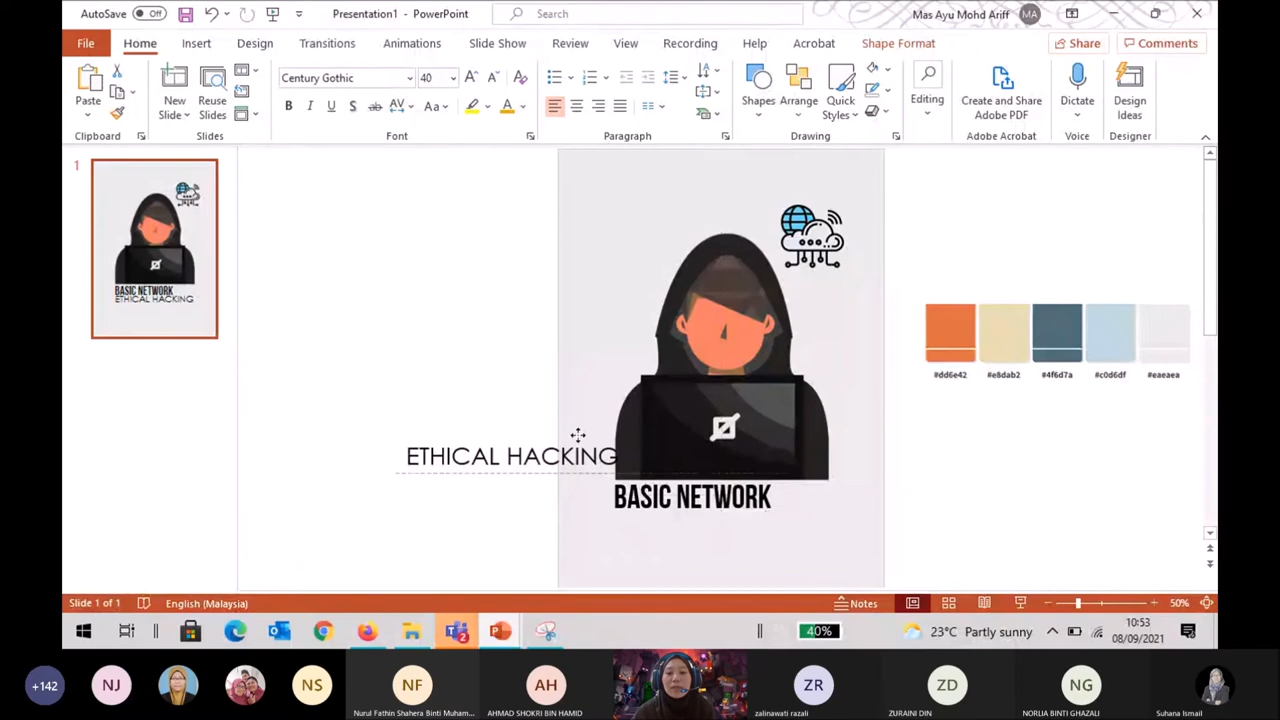 AutoSave Off Presentation1 - PowerPoint Search Mas Ayu Mohd Ariff MA
File Home Insert Design Transitions Animations Slide Show Review View Recording Help Acrobat Shape Format Share Comments
Century Gothic 40
Paste New Slide Reuse Slides Shapes Arrange Quick Styles Editing Create and Share Adobe PDF Dictate Design Ideas
Clipboard Slides Font Paragraph Drawing Adobe Acrobat Voice Designer
1
BASIC NETWORK
ETHICAL HACKING
#dd6e42 #e8dab2 #4f6d7a #c0d6df #eaeaea
ETHICAL HACKING
BASIC NETWORK
Slide 1 of 1 English (Malaysia) Notes 50%
40% 23°C Partly sunny 10:53
08/09/2021
+142 NJ NS NF AH ZR ZD NG
Nurul Fathin Shahera Binti Muham... AHMAD SHOKRI BIN HAMID zalinawati razali ZURAINI DIN NORLIA BINTI GHAZALI Suhana Ismail